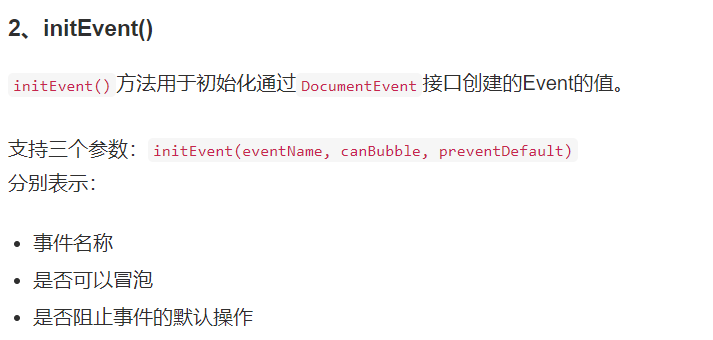 2、initEvent()
initEvent()方法用于初始化通过DocumentEvent接口创建的Event的值。
支持三个参数：initEvent(eventName, canBubble, preventDefault)
分别表示：
• 事件名称
• 是否可以冒泡
• 是否阻止事件的默认操作